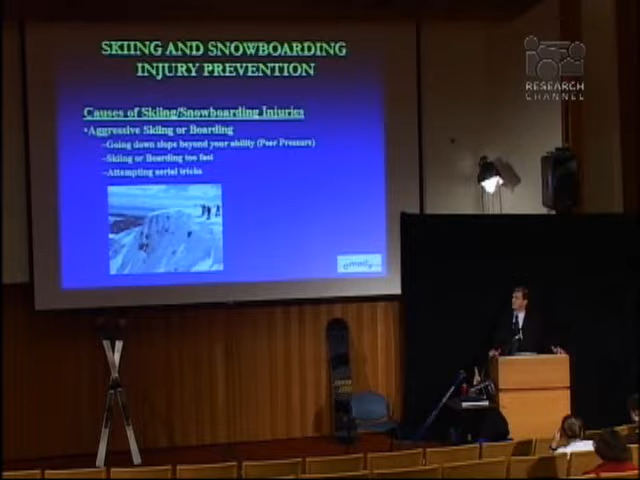 SKIING AND SNOWBOARDING
INJURY PREVENTION
RESEARCH
CHANNEL
Causes of Skiing/Snowboarding Injuries
•Aggressive Skiing or Boarding
–Going down slops beyond your ability (Peer Pressure)
–Skiing or Boarding too fast
–Attempting aerial tricks